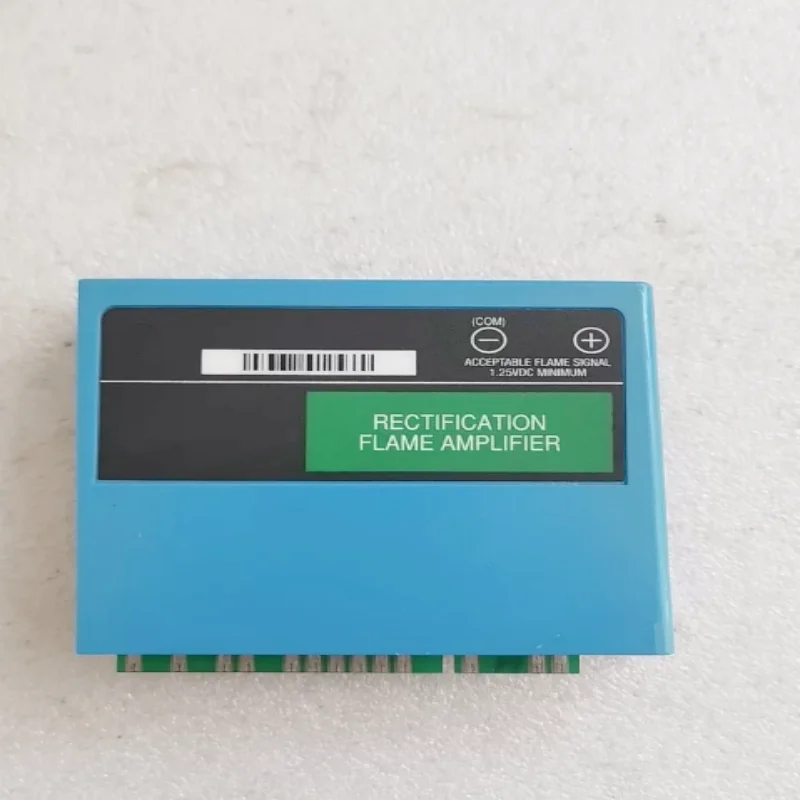 (COM)
− +
ACCEPTABLE FLAME SIGNAL
1.25VDC MINIMUM
RECTIFICATION
FLAME AMPLIFIER